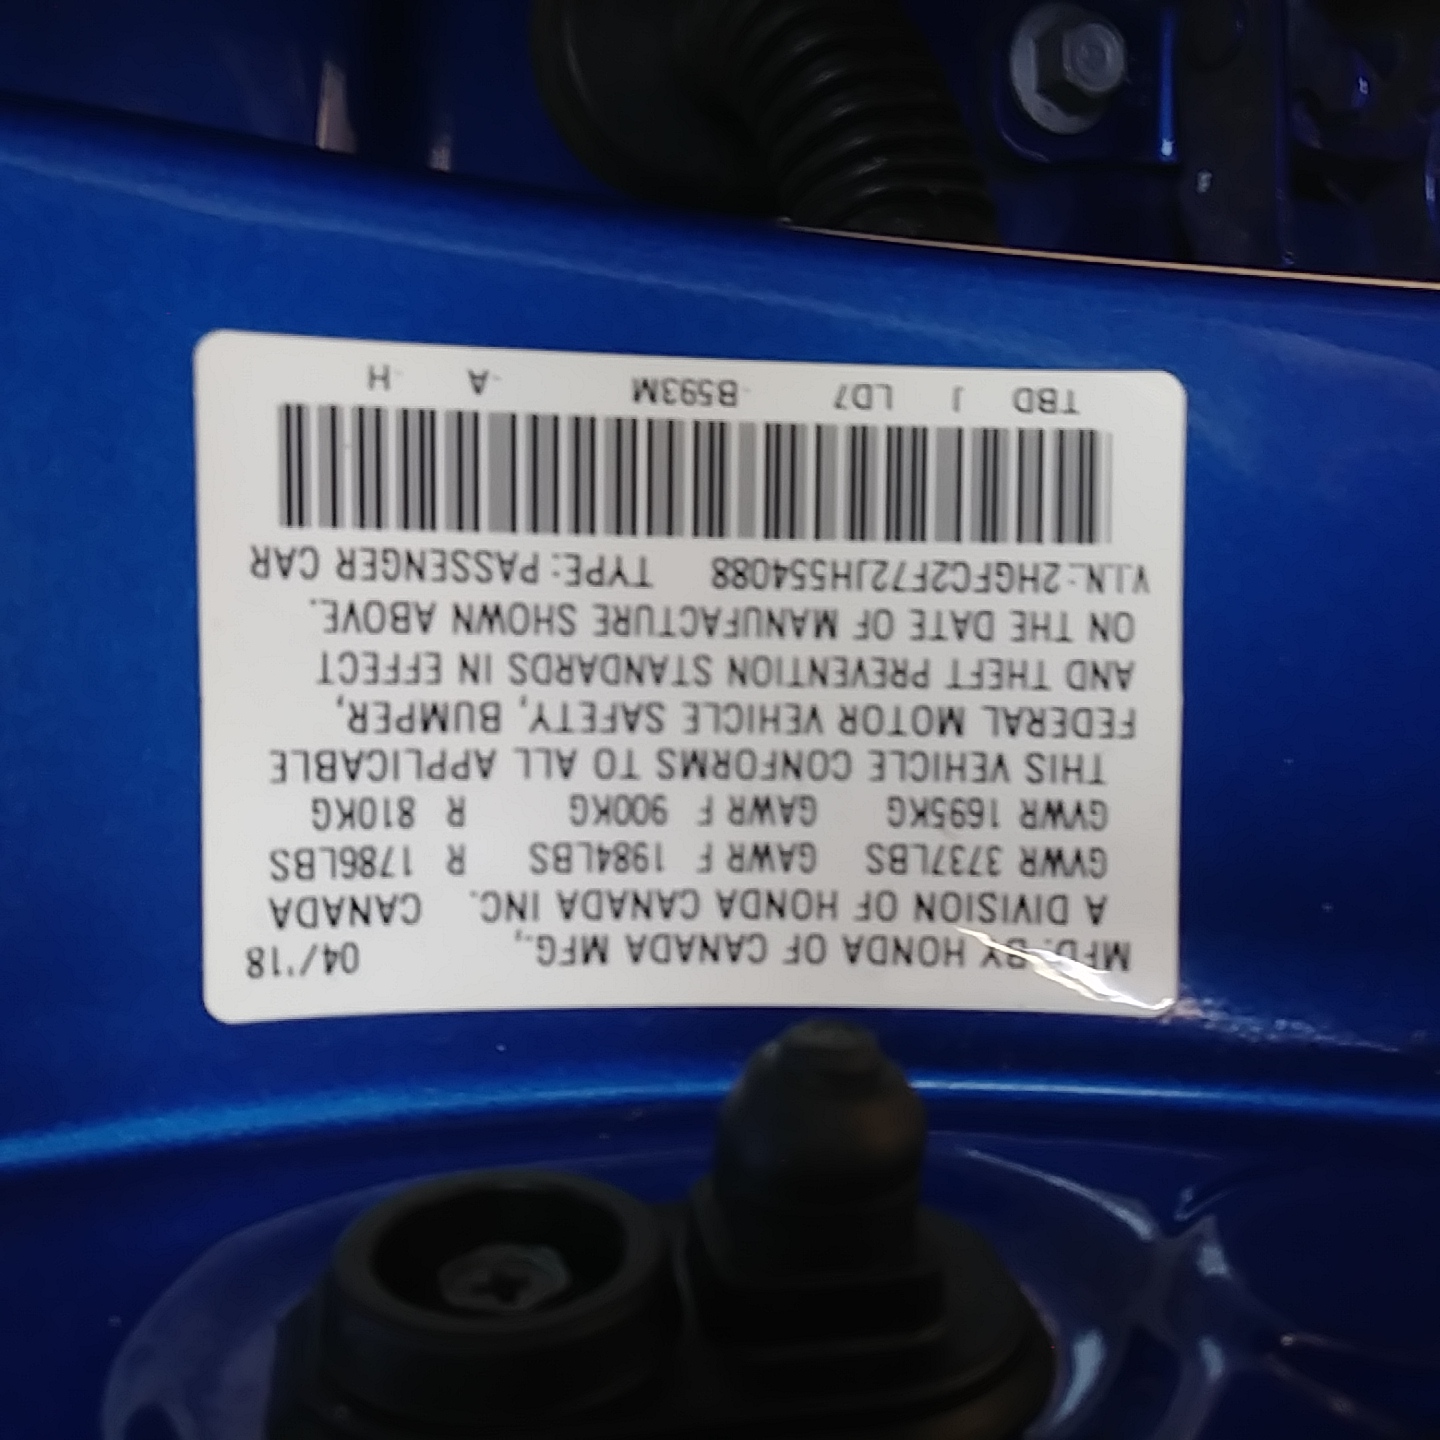 MFD. BY HONDA OF CANADA MFG., 04/'18
A DIVISION OF HONDA CANADA INC. CANADA
GVWR 3737LBS GAWR F 1984LBS R 1786LBS
GVWR 1695KG GAWR F 900KG R 810KG
THIS VEHICLE CONFORMS TO ALL APPLICABLE
FEDERAL MOTOR VEHICLE SAFETY, BUMPER,
AND THEFT PREVENTION STANDARDS IN EFFECT
ON THE DATE OF MANUFACTURE SHOWN ABOVE.
V.I.N.: 2HGFC2F72JH554088 TYPE: PASSENGER CAR
TBD J LD7 -B593M -A -H